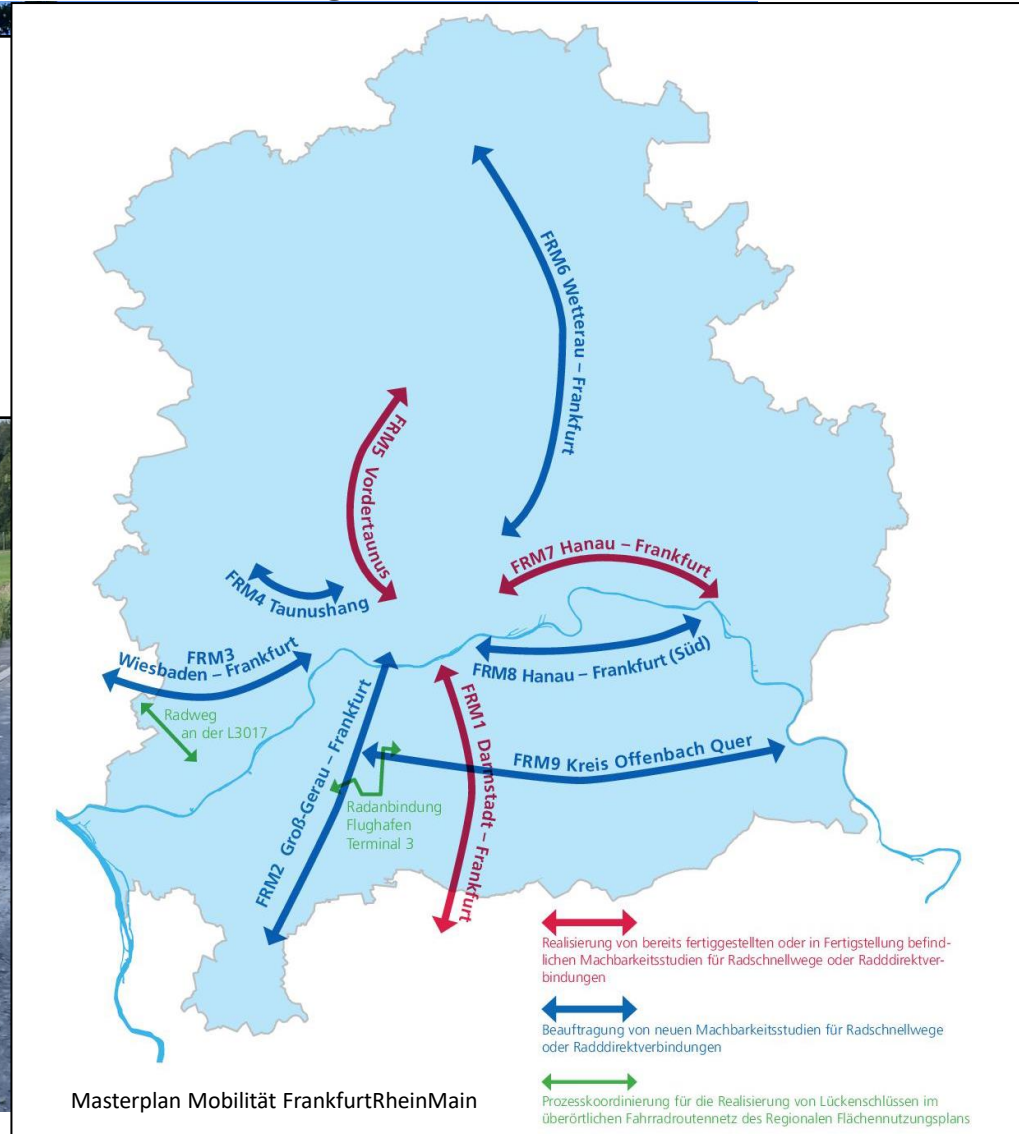 FRM6 Wetterau – Frankfurt
FRM5 Vordertaunus
FRM7 Hanau – Frankfurt
FRM4 Taunushang
FRM3
Wiesbaden – Frankfurt
FRM8 Hanau – Frankfurt (Süd)
Radweg
an der L3017
FRM2 Groß-Gerau – Frankfurt
FRM1 Darmstadt – Frankfurt
FRM9 Kreis Offenbach Quer
Radanbindung
Flughafen
Terminal 3
Realisierung von bereits fertiggestellten oder in Fertigstellung befind-
lichen Machbarkeitsstudien für Radschnellwege oder Radddirektver-
bindungen
Beauftragung von neuen Machbarkeitsstudien für Radschnellwege
oder Radddirektverbindungen
Prozesskoordinierung für die Realisierung von Lückenschlüssen im
überörtlichen Fahrradroutennetz des Regionalen Flächennutzungsplans
Masterplan Mobilität FrankfurtRheinMain